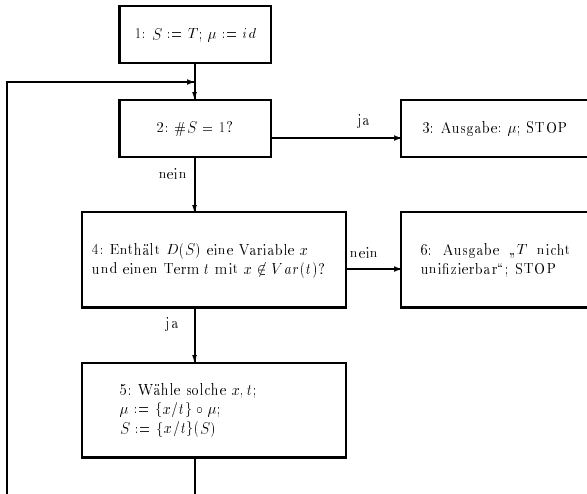 1: S := T; μ := id
2: #S = 1?
ja
3: Ausgabe: μ; STOP
nein
4: Enthält D(S) eine Variable x
und einen Term t mit x ∉ Var(t)?
nein
6: Ausgabe „T nicht
unifizierbar“; STOP
ja
5: Wähle solche x, t;
μ := {x/t} ∘ μ;
S := {x/t}(S)